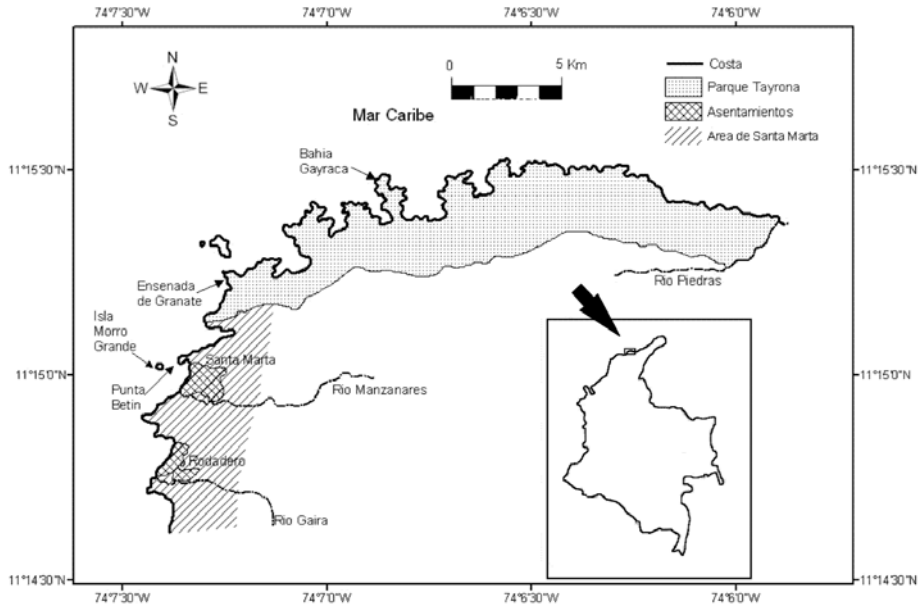 74°7'30"W
74°7'0"W
74°6'30"W
74°6'0"W
N
W
E
S
0
5 Km
Costa
Parque Tayrona
Asentamientos
Area de Santa Marta
Mar Caribe
11°15'30"N
11°15'30"N
Bahia
Gayraca
Ensenada
de Granate
Rio Piedras
Isla
Morro
Grande
Santa Marta
11°15'0"N
11°15'0"N
Punta
Betin
Rio Manzanares
Rodadero
Rio Gaira
11°14'30"N
11°14'30"N
74°7'30"W
74°7'0"W
74°6'30"W
74°6'0"W